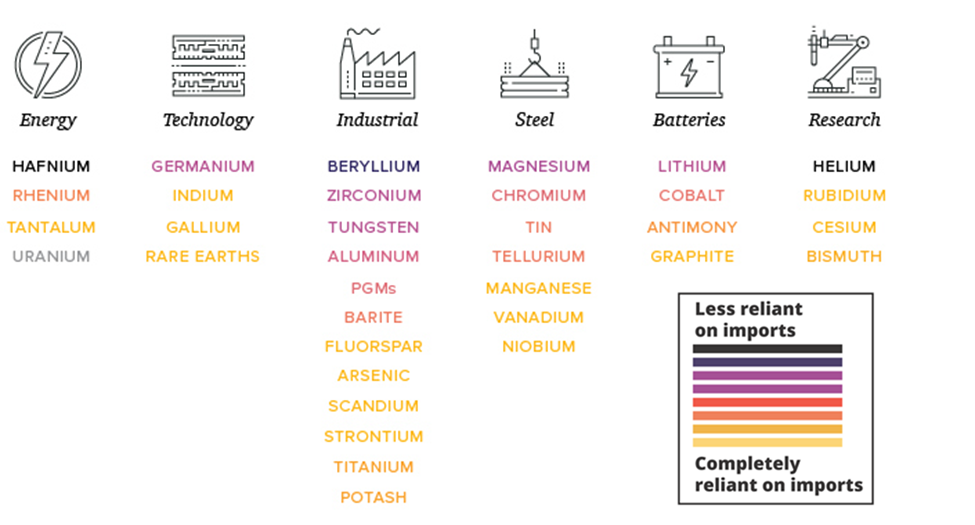 Energy
Technology
Industrial
Steel
Batteries
Research
HAFNIUM
GERMANIUM
BERYLLIUM
MAGNESIUM
LITHIUM
HELIUM
RHENIUM
INDIUM
ZIRCONIUM
CHROMIUM
COBALT
RUBIDIUM
TANTALUM
GALLIUM
TUNGSTEN
TIN
ANTIMONY
CESIUM
URANIUM
RARE EARTHS
ALUMINUM
TELLURIUM
GRAPHITE
BISMUTH
PGMs
MANGANESE
BARITE
VANADIUM
FLUORSPAR
NIOBIUM
ARSENIC
SCANDIUM
STRONTIUM
TITANIUM
POTASH
Less reliant
on imports
Completely
reliant on imports